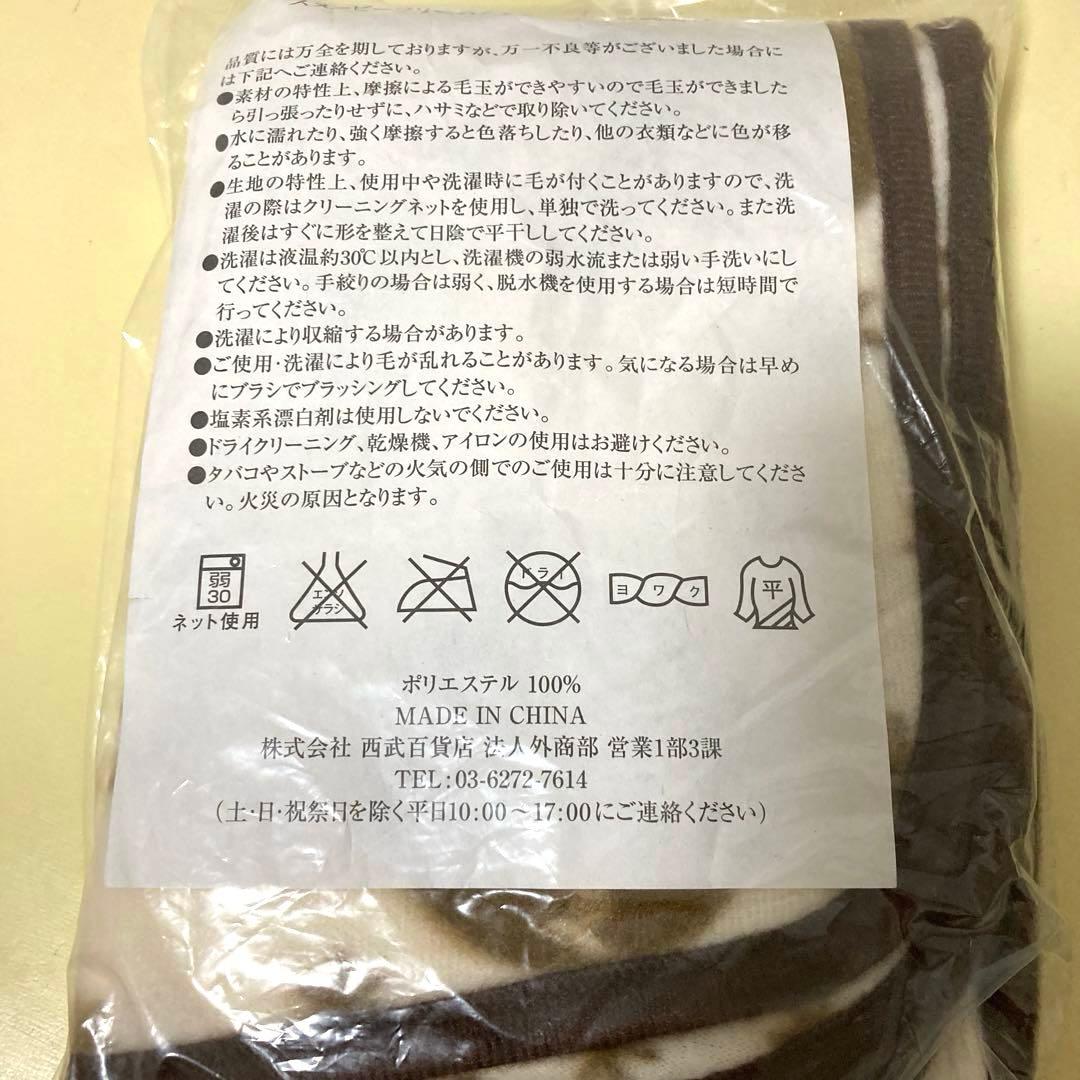 品質には万全を期しておりますが、万一不良等がございました場合に
は下記へご連絡ください。
●素材の特性上、摩擦による毛玉ができやすいので毛玉ができました
ら引っ張ったりせずに、ハサミなどで取り除いてください。
●水に濡れたり、強く摩擦すると色落ちしたり、他の衣類などに色が移
ることがあります。
●生地の特性上、使用中や洗濯時に毛が付くことがありますので、洗
濯の際はクリーニングネットを使用し、単独で洗ってください。また洗
濯後はすぐに形を整えて日陰で平干ししてください。
●洗濯は液温約30℃以内とし、洗濯機の弱水流または弱い手洗いにし
てください。手絞りの場合は弱く、脱水機を使用する場合は短時間で
行ってください。
●洗濯により収縮する場合があります。
●ご使用・洗濯により毛が乱れることがあります。気になる場合は早め
にブラシでブラッシングしてください。
●塩素系漂白剤は使用しないでください。
●ドライクリーニング、乾燥機、アイロンの使用はお避けください。
●タバコやストーブなどの火気の側でのご使用は十分に注意してくださ
い。火災の原因となります。
弱
30
ネット使用
エンソ
サラシ
ドライ
ヨワク
平
ポリエステル 100%
MADE IN CHINA
株式会社 西武百貨店 法人外商部 営業1部3課
TEL:03-6272-7614
(土・日・祝祭日を除く平日10:00～17:00にご連絡ください)